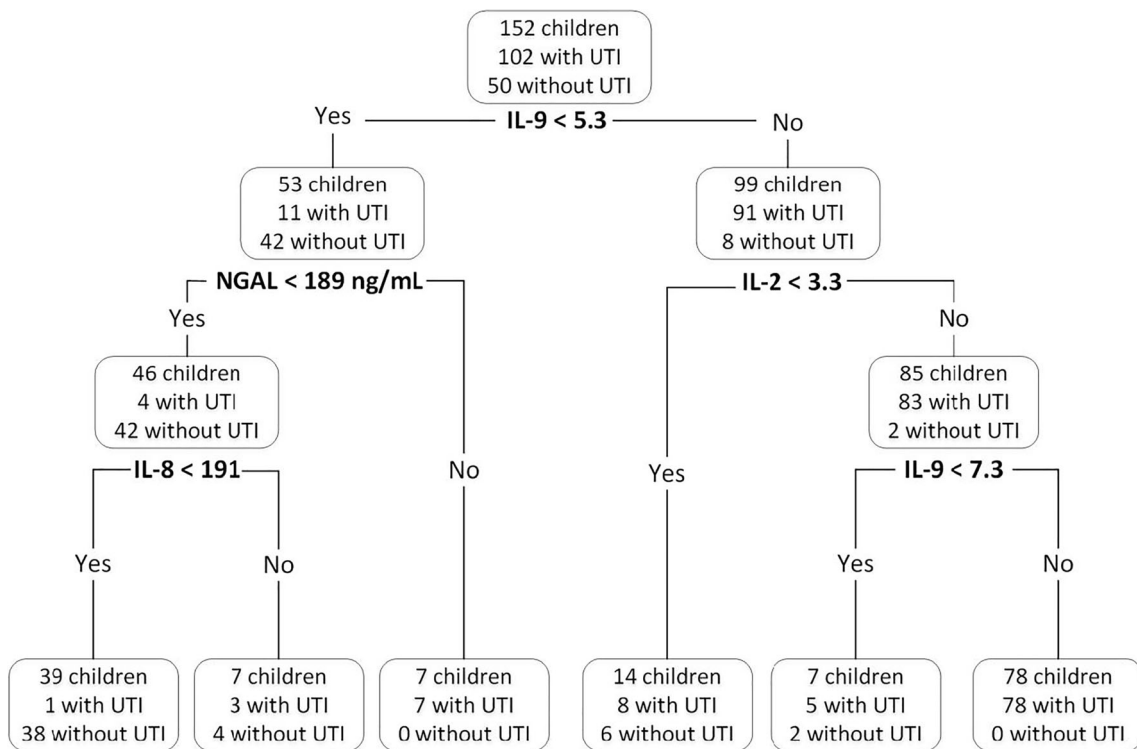 152 children
102 with UTI
50 without UTI
Yes
IL-9 < 5.3
No
53 children
11 with UTI
42 without UTI
99 children
91 with UTI
8 without UTI
NGAL < 189 ng/mL
IL-2 < 3.3
Yes
No
46 children
4 with UTI
42 without UTI
85 children
83 with UTI
2 without UTI
IL-8 < 191
No
Yes
IL-9 < 7.3
Yes
No
Yes
No
39 children
1 with UTI
38 without UTI
7 children
3 with UTI
4 without UTI
7 children
7 with UTI
0 without UTI
14 children
8 with UTI
6 without UTI
7 children
5 with UTI
2 without UTI
78 children
78 with UTI
0 without UTI